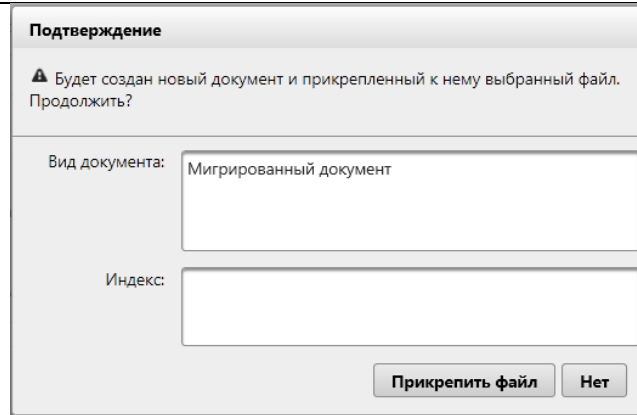 Подтверждение
Будет создан новый документ и прикрепленный к нему выбранный файл.
Продолжить?
Вид документа:
Мигрированный документ
Индекс:
Прикрепить файл Нет